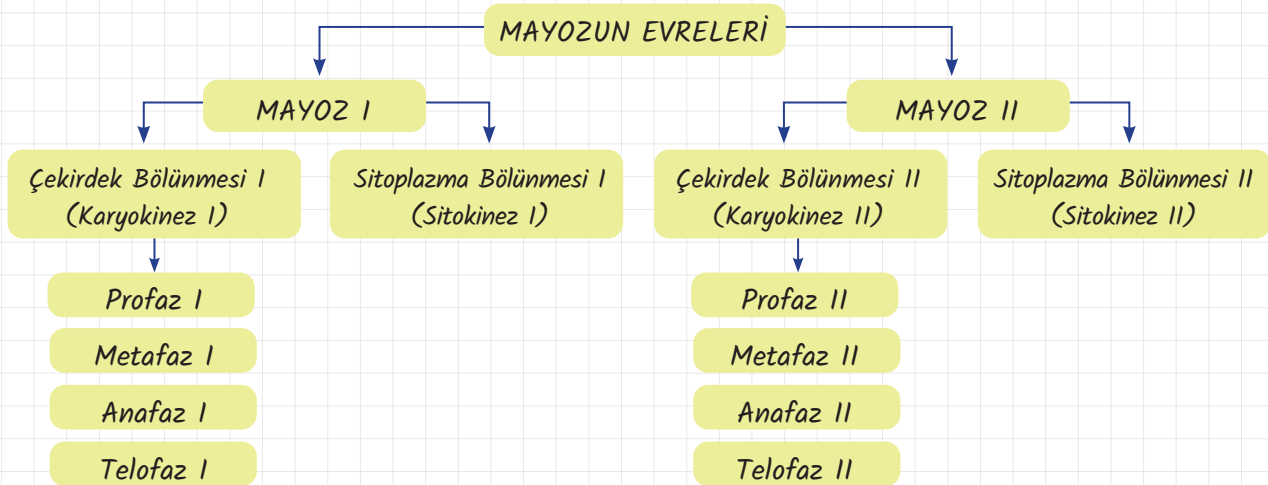 MAYOZUN EVRELERİ
MAYOZ I
MAYOZ II
Çekirdek Bölünmesi I
(Karyokinez I)
Sitoplazma Bölünmesi I
(Sitokinez I)
Çekirdek Bölünmesi II
(Karyokinez II)
Sitoplazma Bölünmesi II
(Sitokinez II)
Profaz I
Metafaz I
Anafaz I
Telofaz I
Profaz II
Metafaz II
Anafaz II
Telofaz II